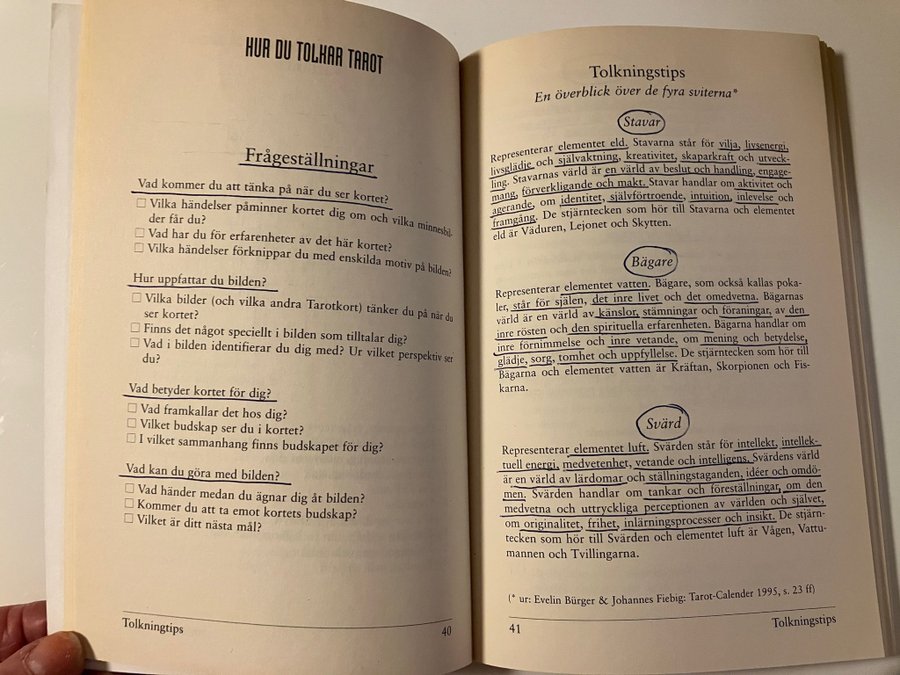 HUR DU TOLKAR TAROT
Frågeställningar
Vad kommer du att tänka på när du ser kortet?
□ Vilka händelser påminner kortet dig om och vilka minnesbil-
der får du?
□ Vad har du för erfarenheter av det här kortet?
□ Vilka händelser förknippar du med enskilda motiv på bilden?
Hur uppfattar du bilden?
□ Vilka bilder (och vilka andra Tarotkort) tänker du på när du
ser kortet?
□ Finns det något speciellt i bilden som tilltalar dig?
□ Vad i bilden identifierar du dig med? Ur vilket perspektiv ser
du?
Vad betyder kortet för dig?
□ Vad framkallar det hos dig?
□ Vilket budskap ser du i kortet?
□ I vilket sammanhang finns budskapet för dig?
Vad kan du göra med bilden?
□ Vad händer medan du ägnar dig åt bilden?
□ Kommer du att ta emot kortets budskap?
□ Vilket är ditt nästa mål?
Tolkningtips 40
Tolkningstips
En överblick över de fyra sviterna*
Stavar
Representerar elementet eld. Stavarna står för vilja, livsenergi,
livsglädje och självaktning, kreativitet, skaparkraft och utveck-
ling. Stavarnas värld är en värld av beslut och handling, engage-
mang, förverkligande och makt. Stavar handlar om aktivitet och
agerande, om identitet, självförtroende, intuition, inlevelse och
framgång. De stjärntecken som hör till Stavarna och elementet
eld är Väduren, Lejonet och Skytten.
Bägare
Representerar elementet vatten. Bägare, som också kallas poka-
ler, står för själen, det inre livet och det omedvetna. Bägarnas
värld är en värld av känslor, stämningar och föraningar, av den
inre rösten och den spirituella erfarenheten. Bägarna handlar om
inre förnimmelse och inre vetande, om mening och betydelse,
glädje, sorg, tomhet och uppfyllelse. De stjärntecken som hör till
Bägarna och elementet vatten är Kräftan, Skorpionen och Fis-
karna.
Svärd
Representerar elementet luft. Svärden står för intellekt, intellek-
tuell energi, medvetenhet, vetande och intelligens. Svärdens värld
är en värld av lärdomar och ställningstaganden, idéer och omdö-
men. Svärden handlar om tankar och föreställningar, om den
medvetna och uttryckliga perceptionen av världen och självet,
om originalitet, frihet, inlärningsprocesser och insikt. De stjärn-
tecken som hör till Svärden och elementet luft är Vågen, Vattu-
mannen och Tvillingarna.
(* ur: Evelin Bürger & Johannes Fiebig: Tarot-Calender 1995, s. 23 ff)
41 Tolkningstips